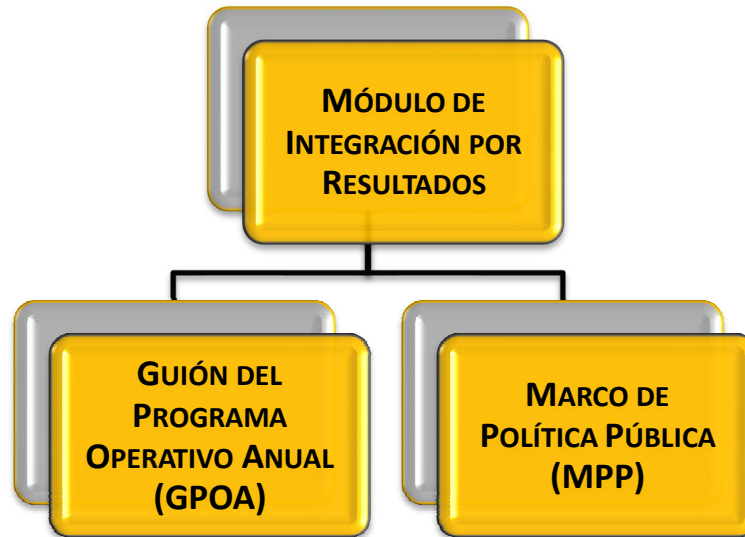 MÓDULO DE
INTEGRACIÓN POR
RESULTADOS
GUIÓN DEL
PROGRAMA
OPERATIVO ANUAL
(GPOA)
MARCO DE
POLÍTICA PÚBLICA
(MPP)